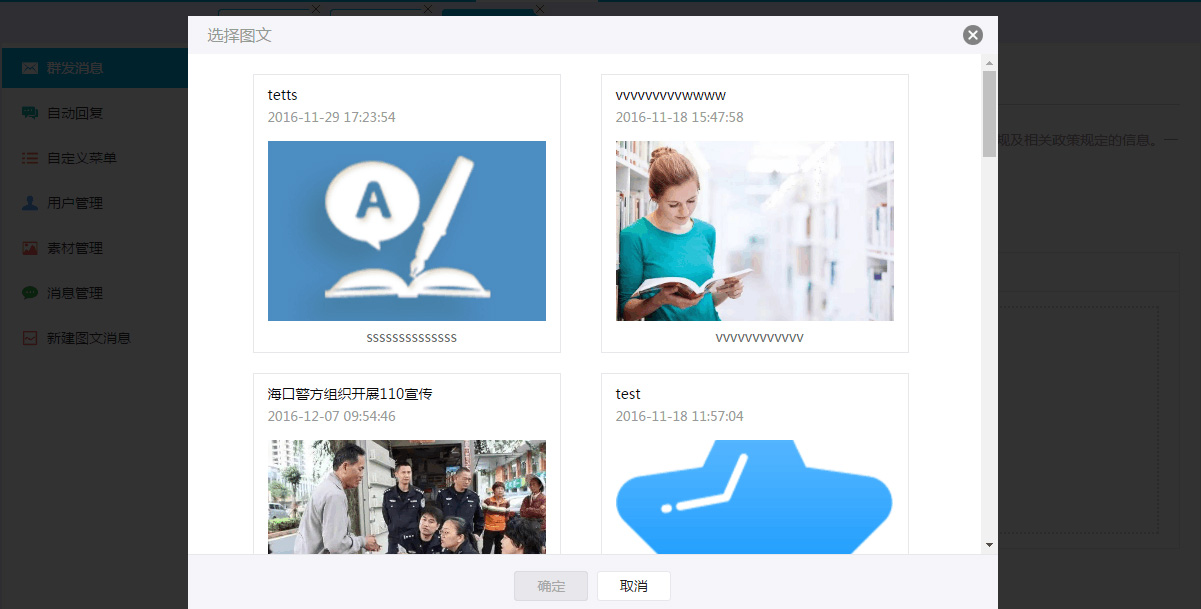 选择图文
群发消息
自动回复
自定义菜单
用户管理
素材管理
消息管理
新建图文消息
规及相关政策规定的信息。一
tetts
2016-11-29 17:23:54
A
ssssssssssssss
vvvvvvvvvwwww
2016-11-18 15:47:58
vvvvvvvvvvvv
海口警方组织开展110宣传
2016-12-07 09:54:46
test
2016-11-18 11:57:04
确定
取消